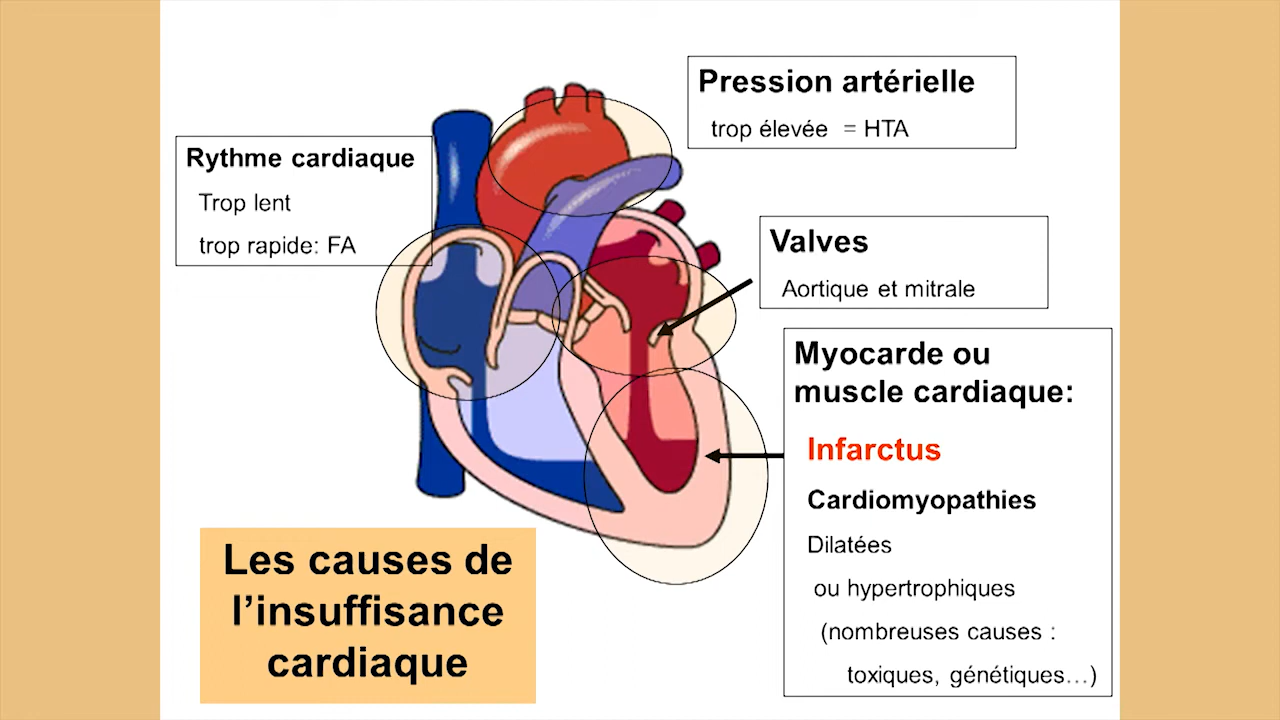 Pression artérielle
trop élevée = HTA
Rythme cardiaque
Trop lent
trop rapide: FA
Valves
Aortique et mitrale
Myocarde ou
muscle cardiaque:
Infarctus
Cardiomyopathies
Dilatées
ou hypertrophiques
(nombreuses causes :
toxiques, génétiques…)
Les causes de
l’insuffisance
cardiaque